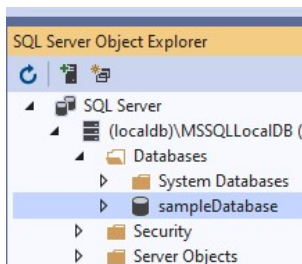 SQL Server Object Explorer
SQL Server
(localdb)\MSSQLLocalDB (
Databases
System Databases
sampleDatabase
Security
Server Objects